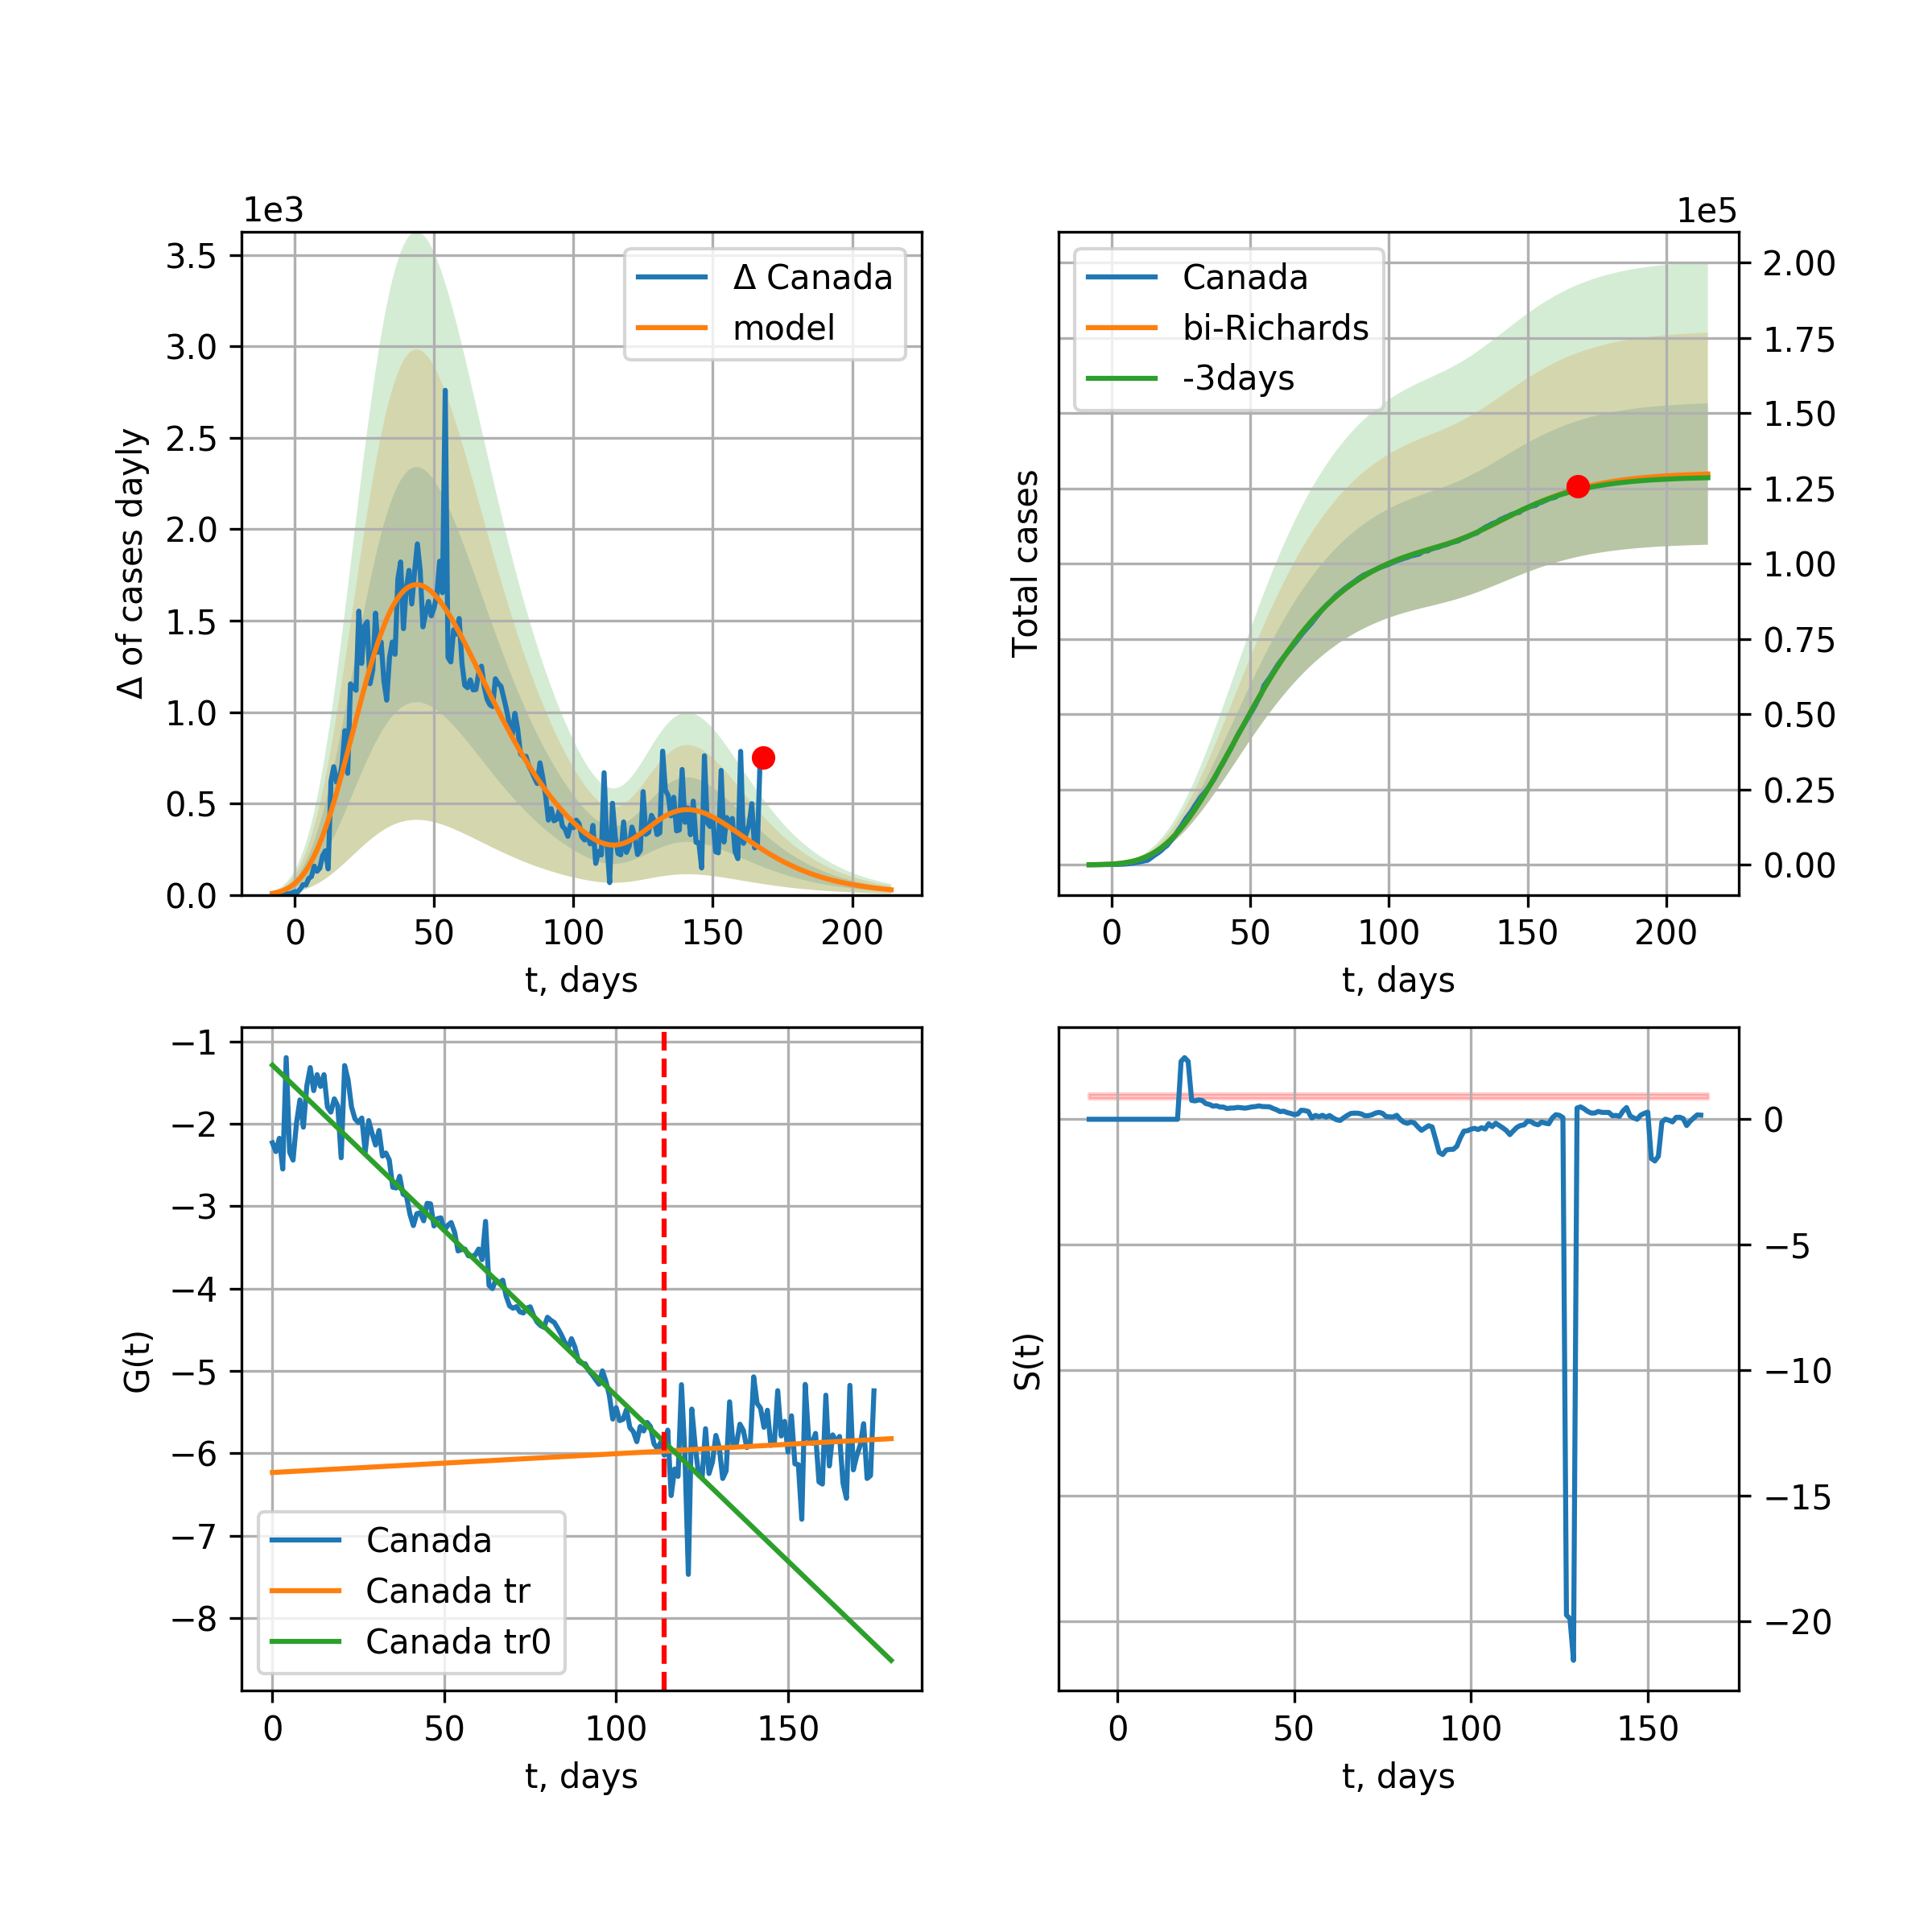 1e3
3.5
3.0
2.5
2.0
1.5
1.0
0.5
0.0
Δ of cases dayly
Δ Canada
model
0 50 100 150 200
t, days
1e5
2.00
1.75
1.50
1.25
1.00
0.75
0.50
0.25
0.00
Total cases
Canada
bi-Richards
-3days
0 50 100 150 200
t, days
−1
−2
−3
−4
−5
−6
−7
−8
G(t)
Canada
Canada tr
Canada tr0
0 50 100 150
t, days
0
−5
−10
−15
−20
S(t)
0 50 100 150
t, days